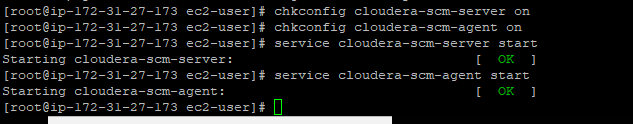 [root@ip-172-31-27-173 ec2-user]# chkconfig cloudera-scm-server on
[root@ip-172-31-27-173 ec2-user]# chkconfig cloudera-scm-agent on
[root@ip-172-31-27-173 ec2-user]# service cloudera-scm-server start
Starting cloudera-scm-server:                              [  OK  ]
[root@ip-172-31-27-173 ec2-user]# service cloudera-scm-agent start
Starting cloudera-scm-agent:                               [  OK  ]
[root@ip-172-31-27-173 ec2-user]#